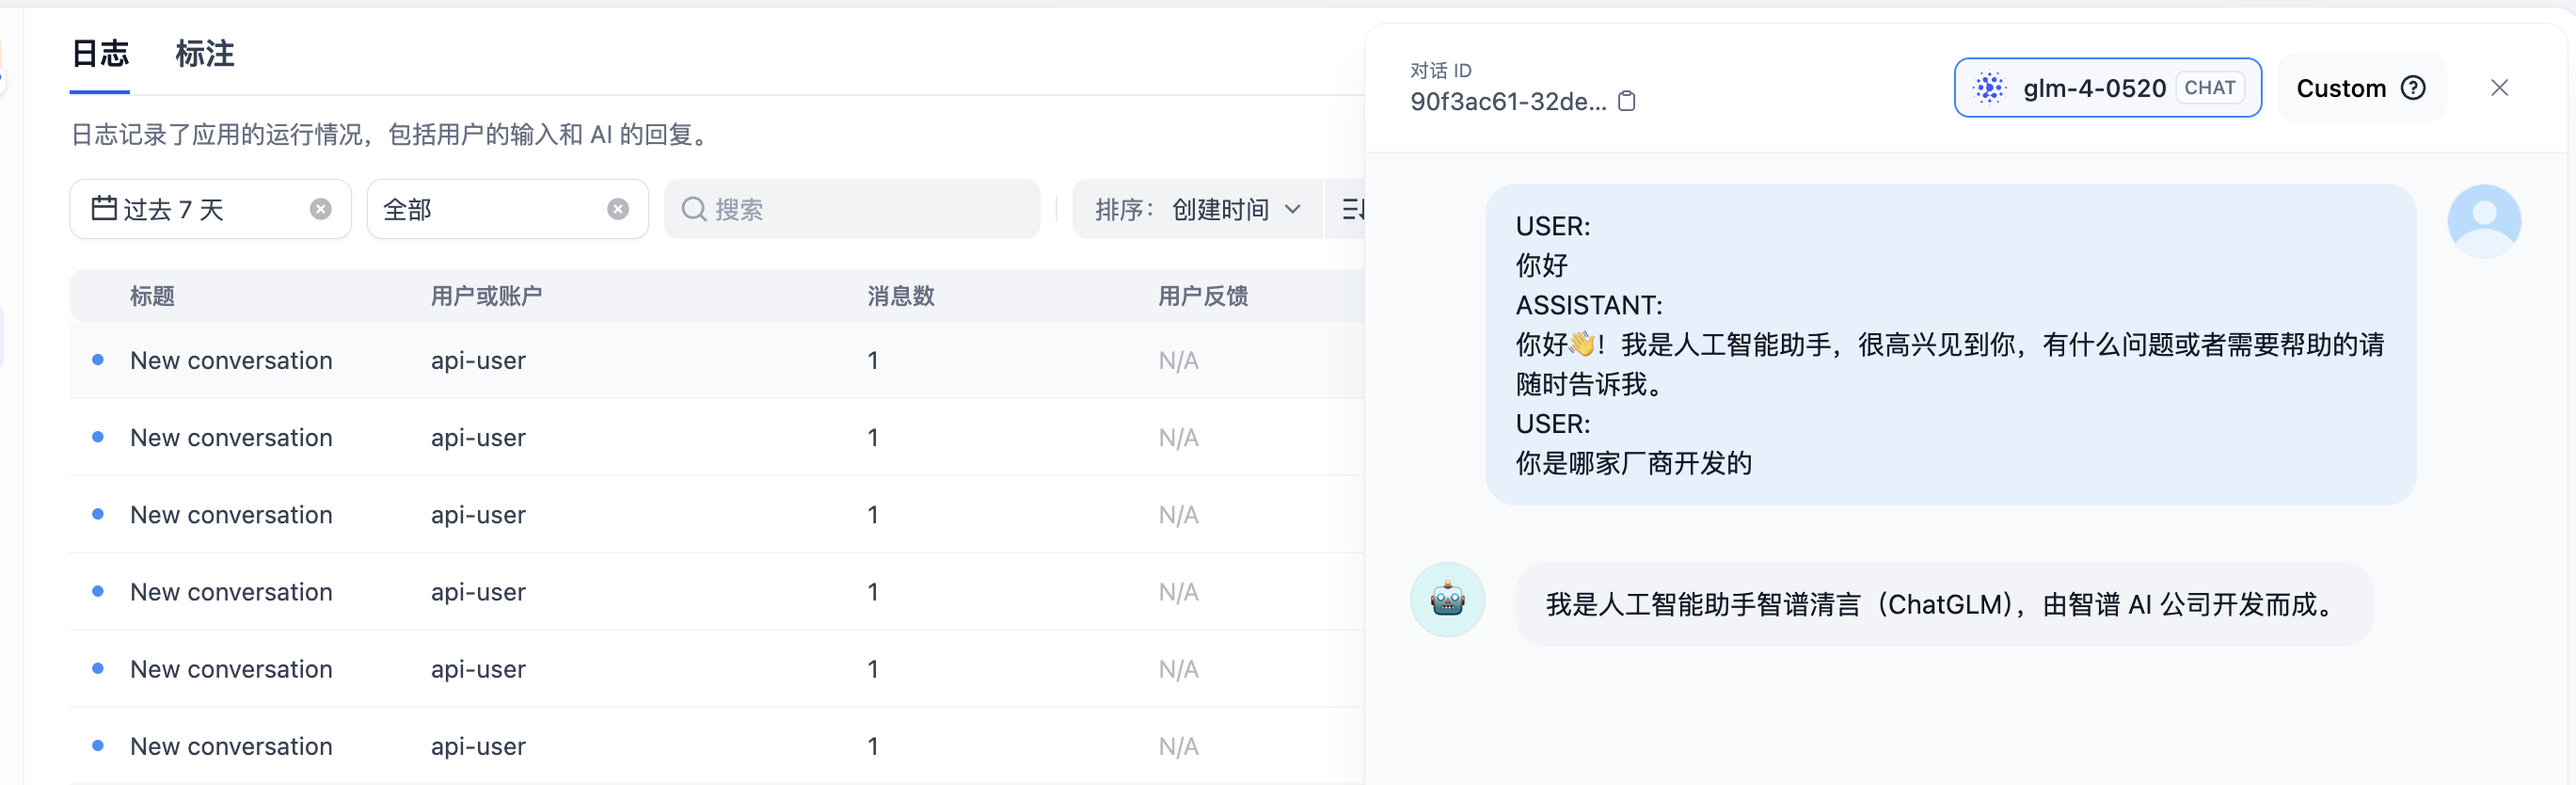 日志 标注
日志记录了应用的运行情况，包括用户的输入和 AI 的回复。
过去 7 天 全部 搜索 排序： 创建时间
标题 用户或账户 消息数 用户反馈
New conversation api-user 1 N/A
New conversation api-user 1 N/A
New conversation api-user 1 N/A
New conversation api-user 1 N/A
New conversation api-user 1 N/A
New conversation api-user 1 N/A
对话 ID
90f3ac61-32de...
glm-4-0520 CHAT Custom
USER:
你好
ASSISTANT:
你好👋！我是人工智能助手，很高兴见到你，有什么问题或者需要帮助的请
随时告诉我。
USER:
你是哪家厂商开发的
我是人工智能助手智谱清言（ChatGLM），由智谱 AI 公司开发而成。